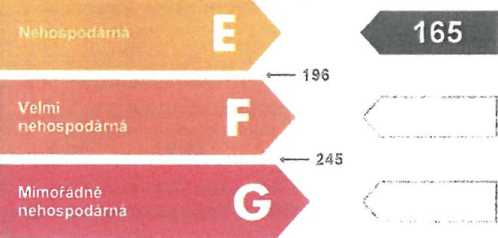 Nehospodárná E 165
196
Velmi
nehospodárná F
245
Mimořádně
nehospodárná G